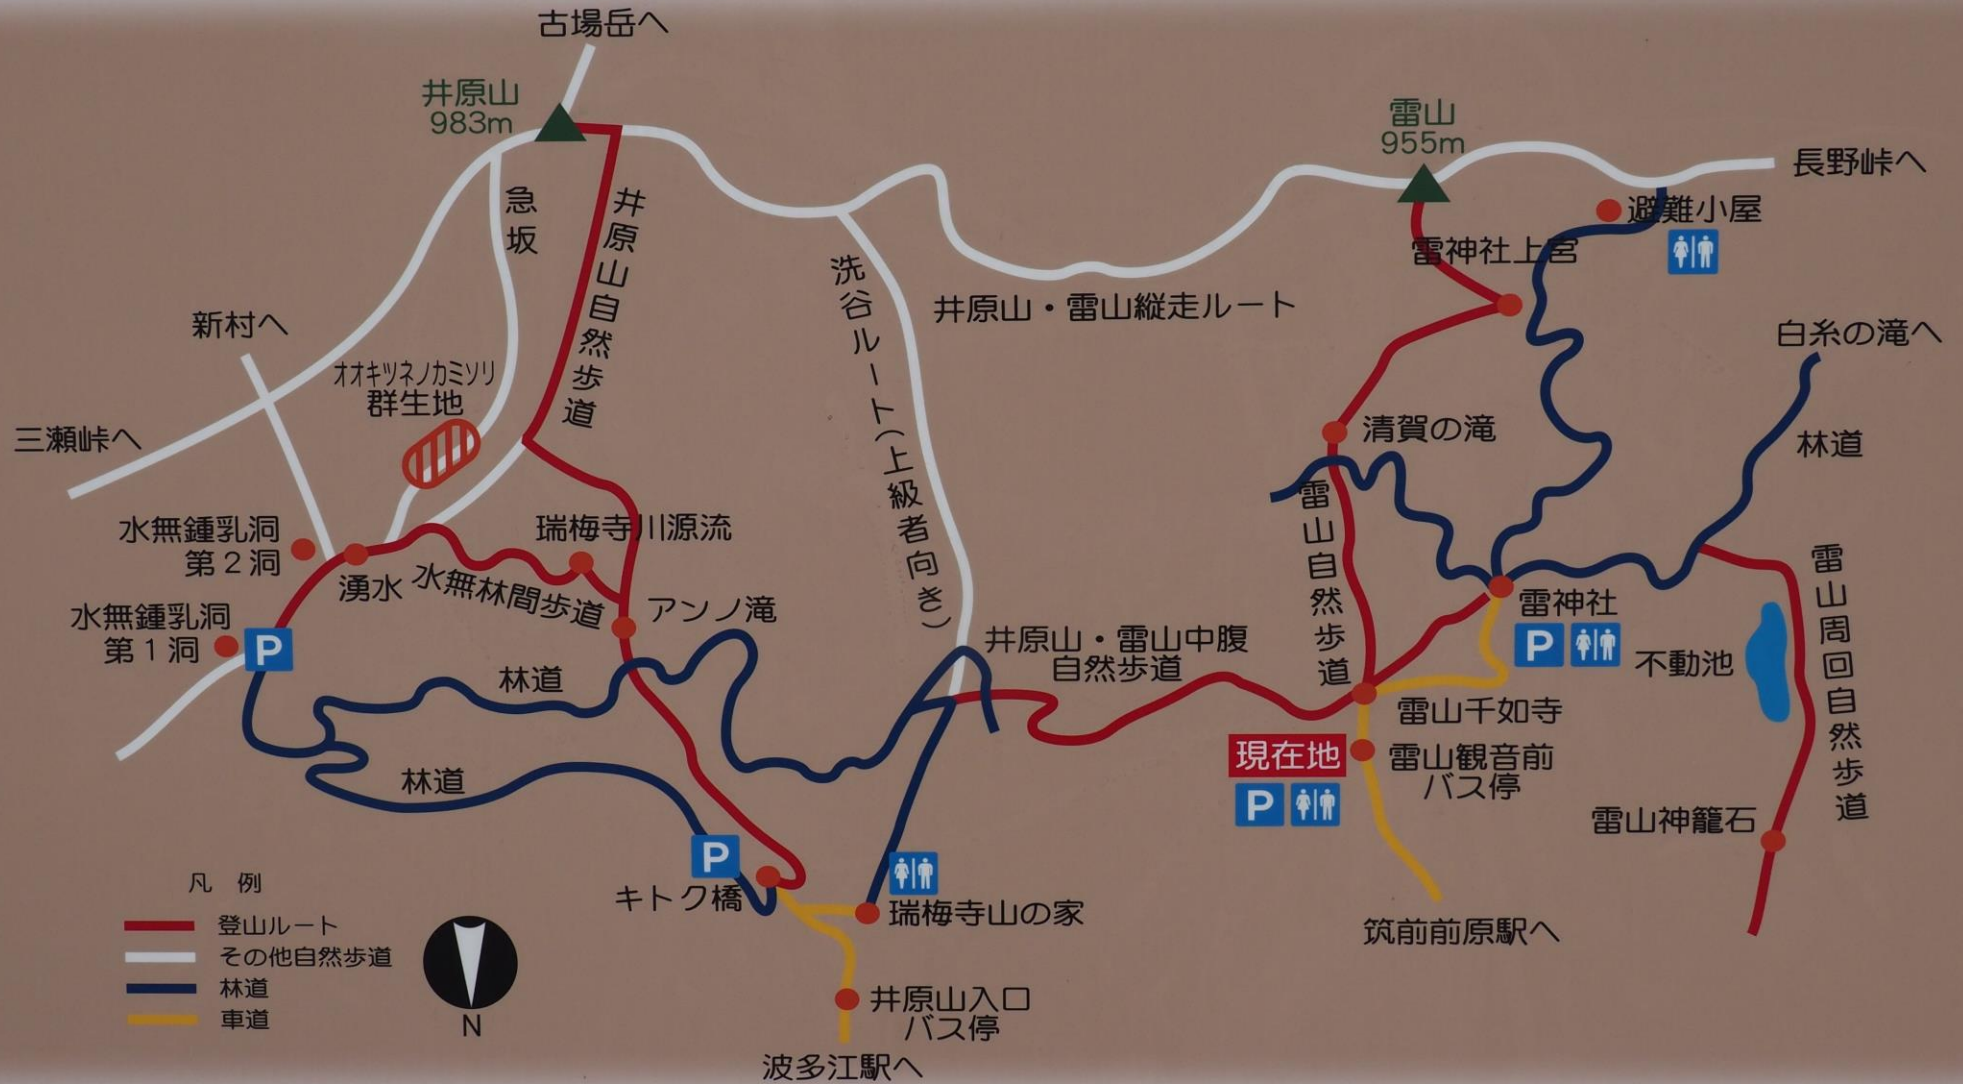 古場岳へ
井原山
983m
雷山
955m
長野峠へ
急坂
井原山自然歩道
避難小屋
雷神社上宮
洗谷ルート(上級者向き)
井原山・雷山縦走ルート
新村へ
白糸の滝へ
オオキツネノカミソリ
群生地
三瀬峠へ
清賀の滝
林道
水無鍾乳洞
第2洞
瑞梅寺川源流
湧水
水無林間歩道
アンノ滝
雷山自然歩道
雷山周回自然歩道
水無鍾乳洞
第1洞
P
雷神社
P
不動池
井原山・雷山中腹
自然歩道
林道
雷山千如寺
現在地
P
雷山観音前
バス停
林道
雷山神籠石
P
キトク橋
瑞梅寺山の家
筑前前原駅へ
凡 例
登山ルート
その他自然歩道
林道
車道
N
井原山入口
バス停
波多江駅へ